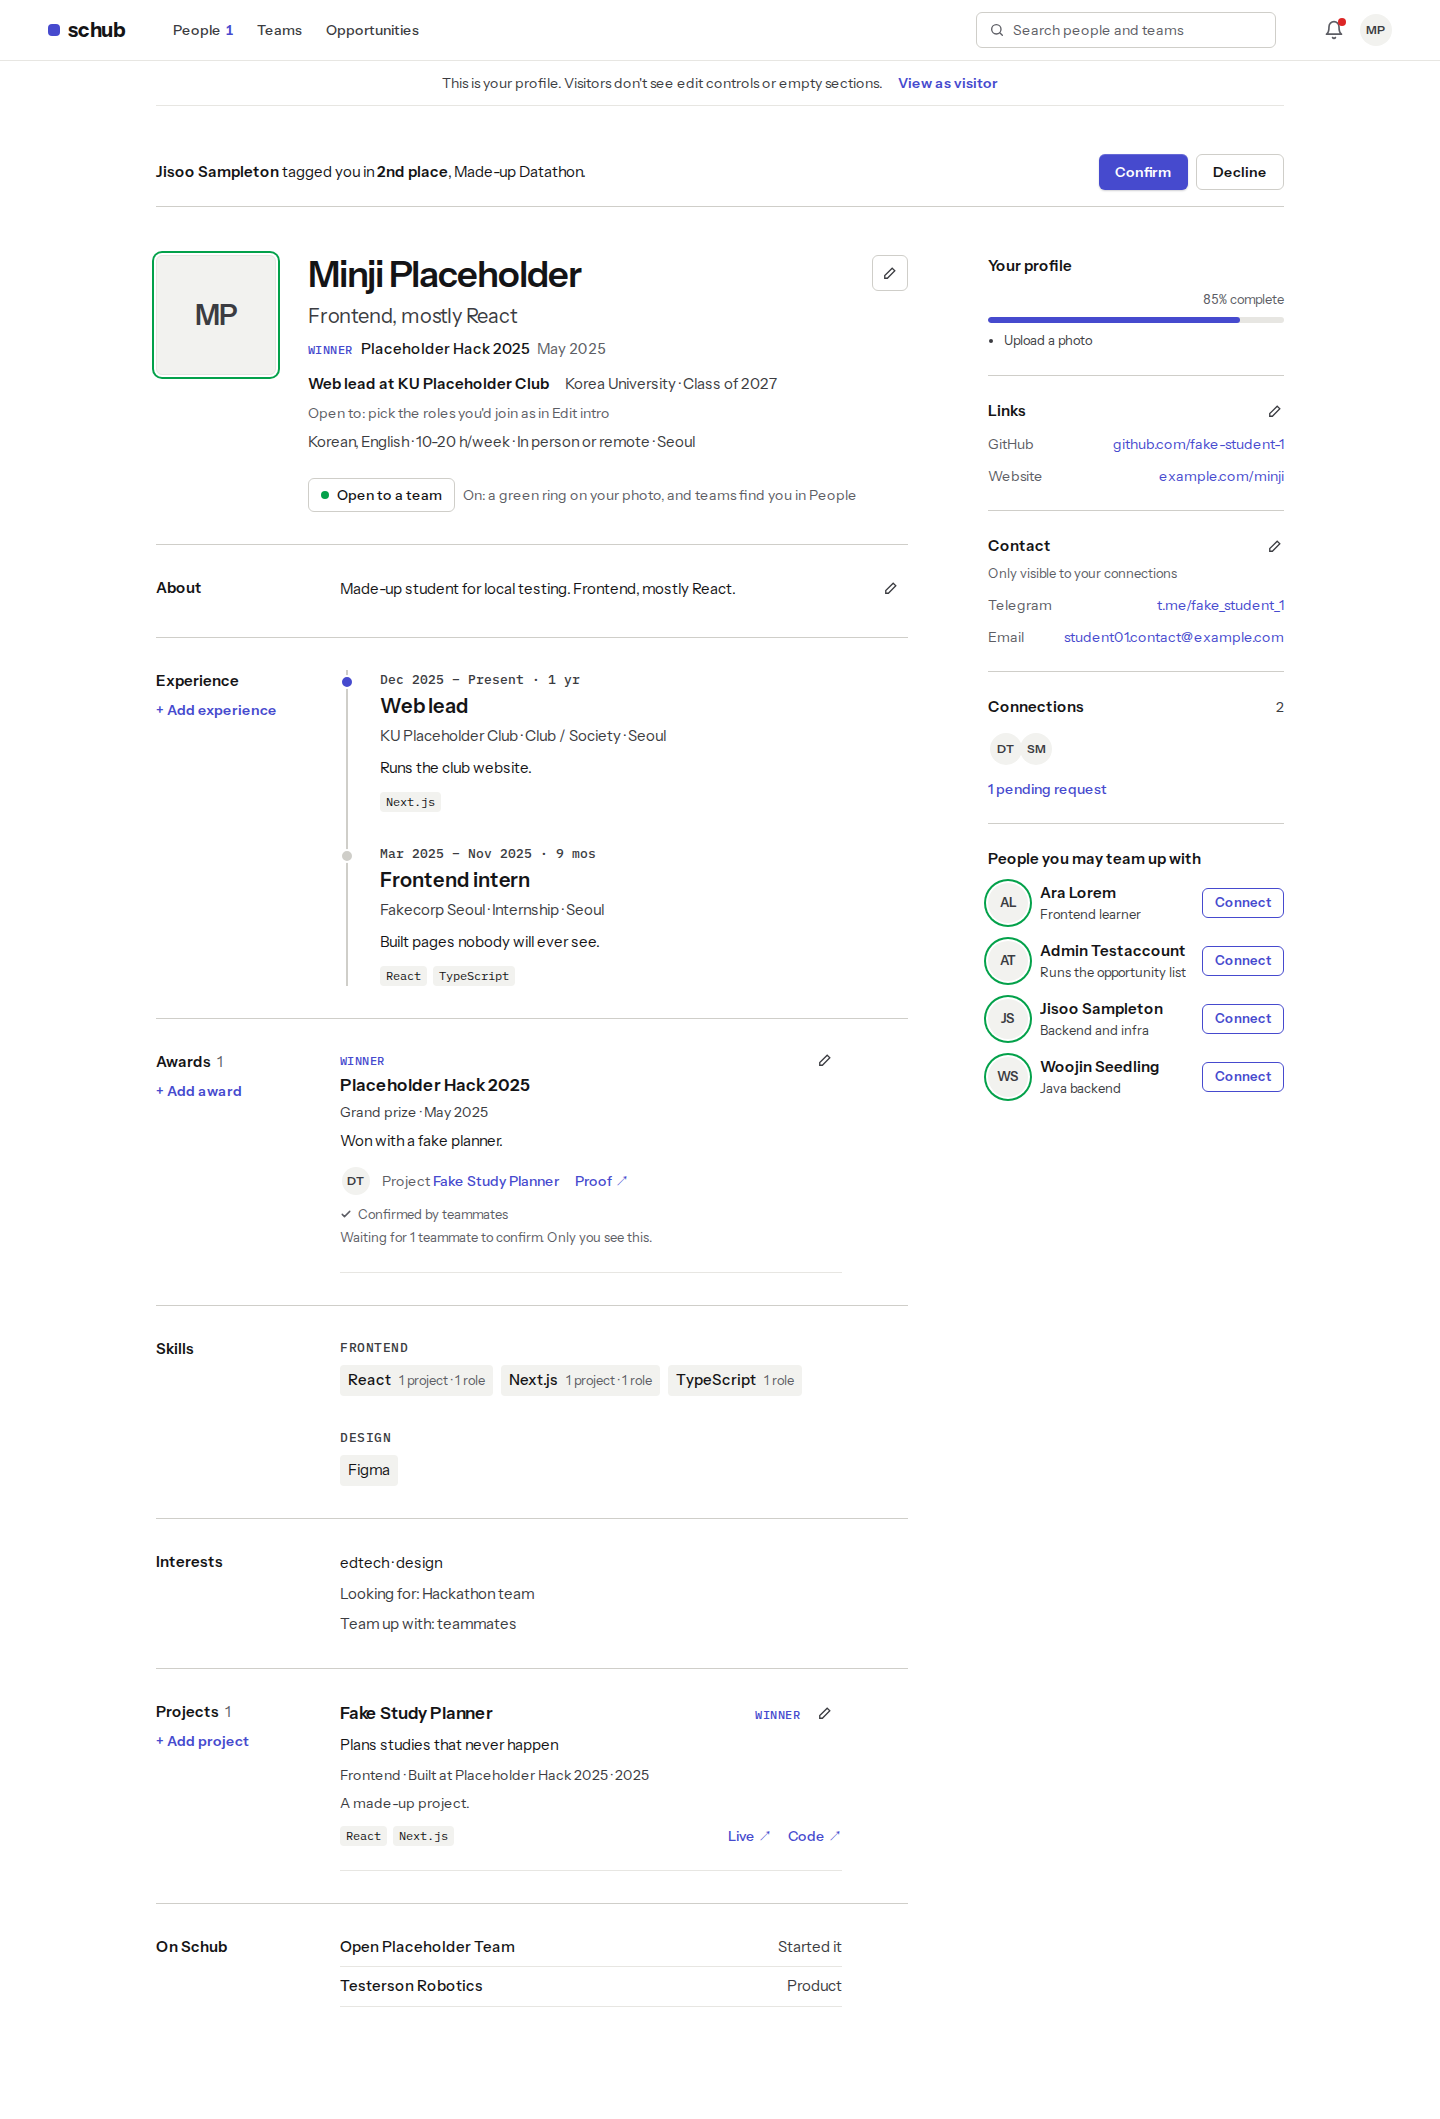 schub
People 1
Teams
Opportunities
Search people and teams
MP
This is your profile. Visitors don't see edit controls or empty sections. View as visitor
Jisoo Sampleton tagged you in 2nd place, Made-up Datathon.
Confirm
Decline
MP
Minji Placeholder
Frontend, mostly React
WINNER Placeholder Hack 2025 May 2025
Web lead at KU Placeholder Club Korea University · Class of 2027
Open to: pick the roles you'd join as in Edit intro
Korean, English · 10–20 h/week · In person or remote · Seoul
Open to a team On: a green ring on your photo, and teams find you in People
About
Made-up student for local testing. Frontend, mostly React.
Experience
+ Add experience
Dec 2025 – Present · 1 yr
Web lead
KU Placeholder Club · Club / Society · Seoul
Runs the club website.
Next.js
Mar 2025 – Nov 2025 · 9 mos
Frontend intern
Fakecorp Seoul · Internship · Seoul
Built pages nobody will ever see.
React TypeScript
Awards 1
+ Add award
WINNER
Placeholder Hack 2025
Grand prize · May 2025
Won with a fake planner.
DT Project Fake Study Planner Proof ↗
✓ Confirmed by teammates
Waiting for 1 teammate to confirm. Only you see this.
Skills
FRONTEND
React 1 project · 1 role Next.js 1 project · 1 role TypeScript 1 role
DESIGN
Figma
Interests
edtech · design
Looking for: Hackathon team
Team up with: teammates
Projects 1
+ Add project
Fake Study Planner WINNER
Plans studies that never happen
Frontend · Built at Placeholder Hack 2025 · 2025
A made-up project.
React Next.js Live ↗ Code ↗
On Schub
Open Placeholder Team Started it
Testerson Robotics Product
Your profile
85% complete
• Upload a photo
Links
GitHub github.com/fake-student-1
Website example.com/minji
Contact
Only visible to your connections
Telegram t.me/fake_student_1
Email student01.contact@example.com
Connections 2
DT SM
1 pending request
People you may team up with
AL Ara Lorem Connect
Frontend learner
AT Admin Testaccount Connect
Runs the opportunity list
JS Jisoo Sampleton Connect
Backend and infra
WS Woojin Seedling Connect
Java backend